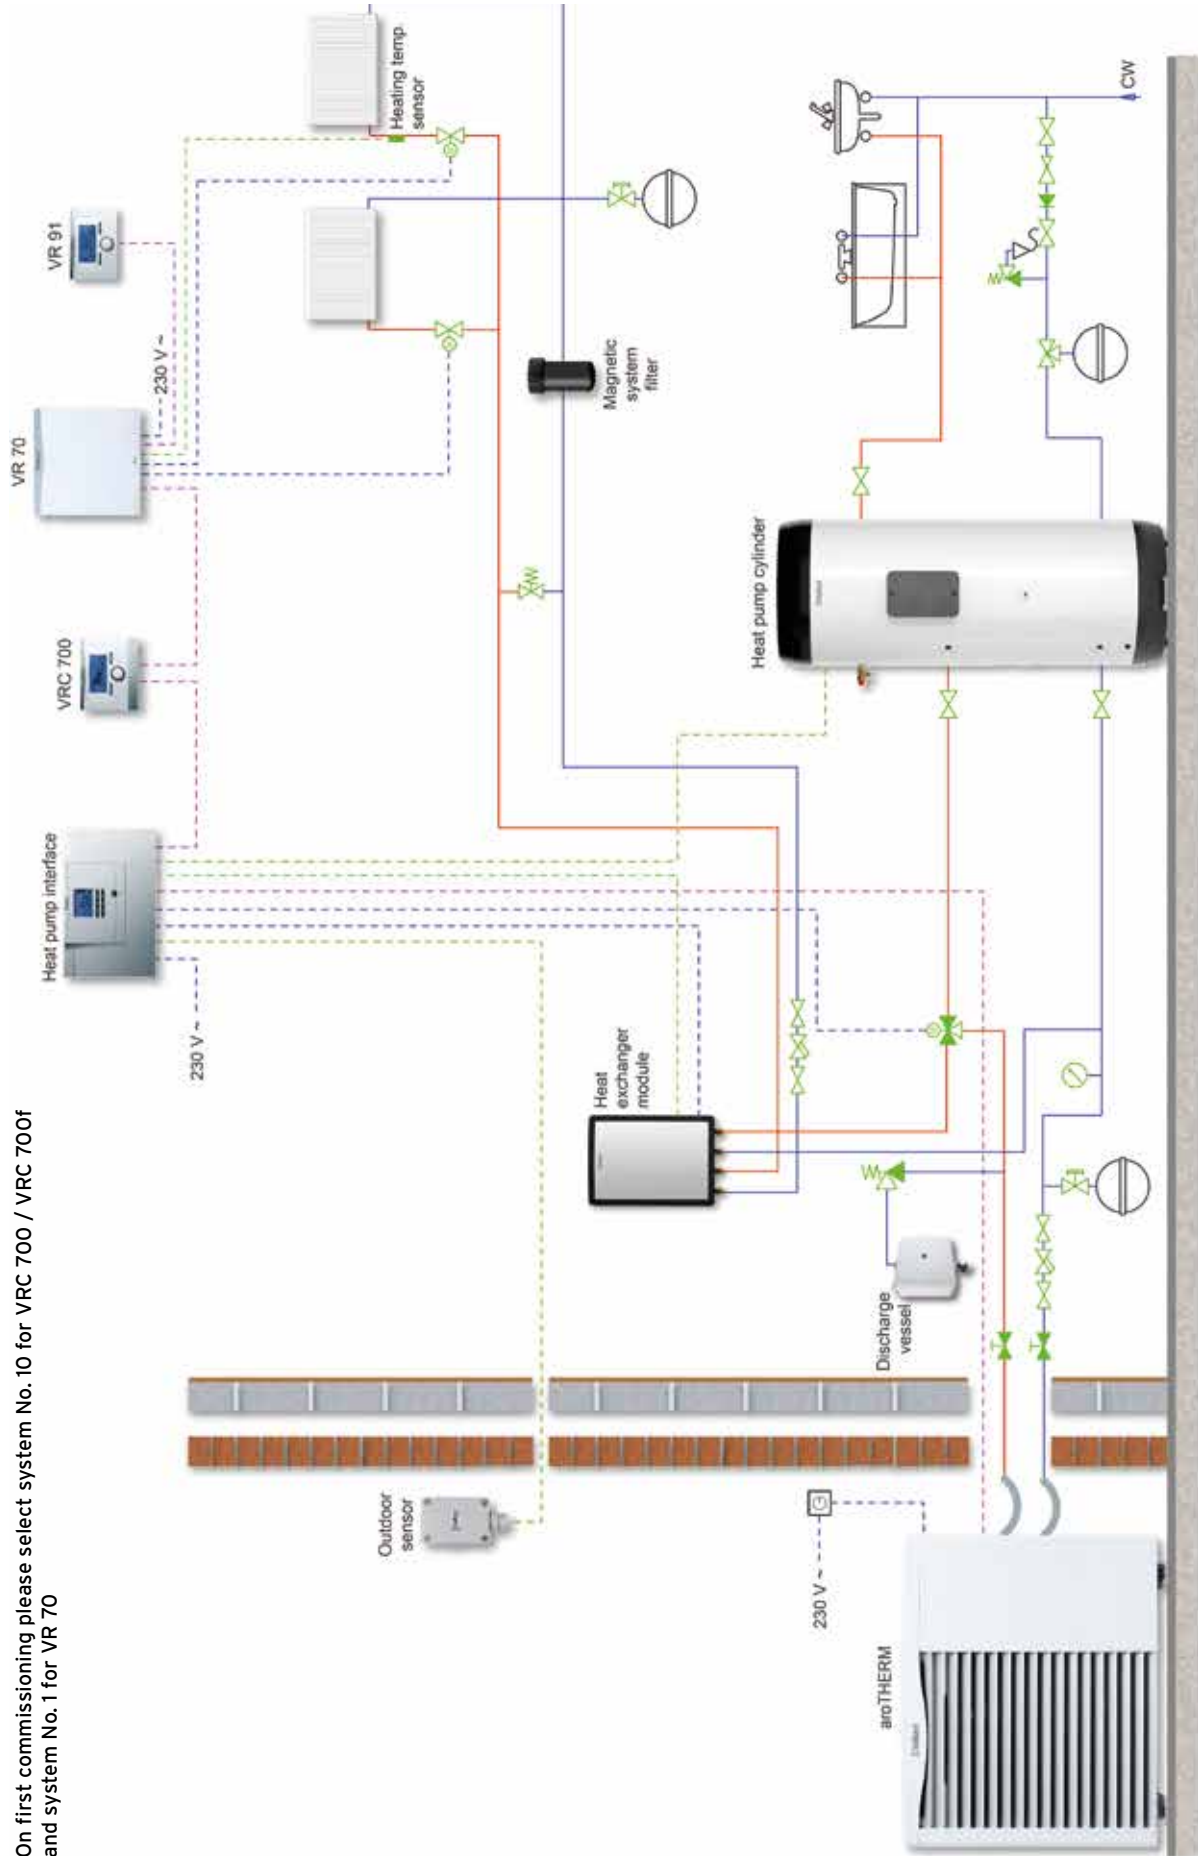 On first commissioning please select system No. 10 for VRC 700 / VRC 700f
and system No. 1 for VR 70
Heat pump interface
VRC 700
VR 70
VR 91
230 V ~
230 V ~
Heating temp.
sensor
Magnetic
system
filter
Heat
exchanger
module
Outdoor
sensor
Discharge
vessel
Heat pump cylinder
230 V ~
aroTHERM
CW